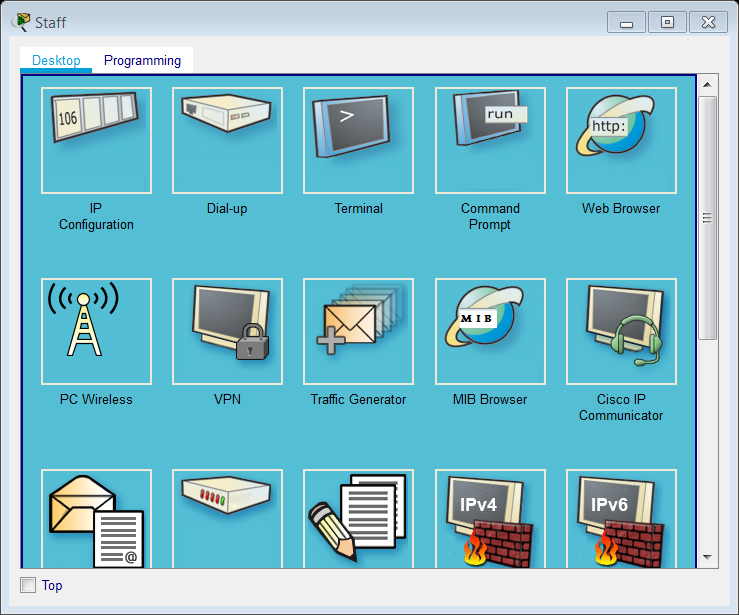 Staff
Desktop Programming
106
>
run
http:
IP
Configuration
Dial-up
Terminal
Command
Prompt
Web Browser
MIB
PC Wireless
VPN
Traffic Generator
MIB Browser
Cisco IP
Communicator
@
IPv4
IPv6
Top